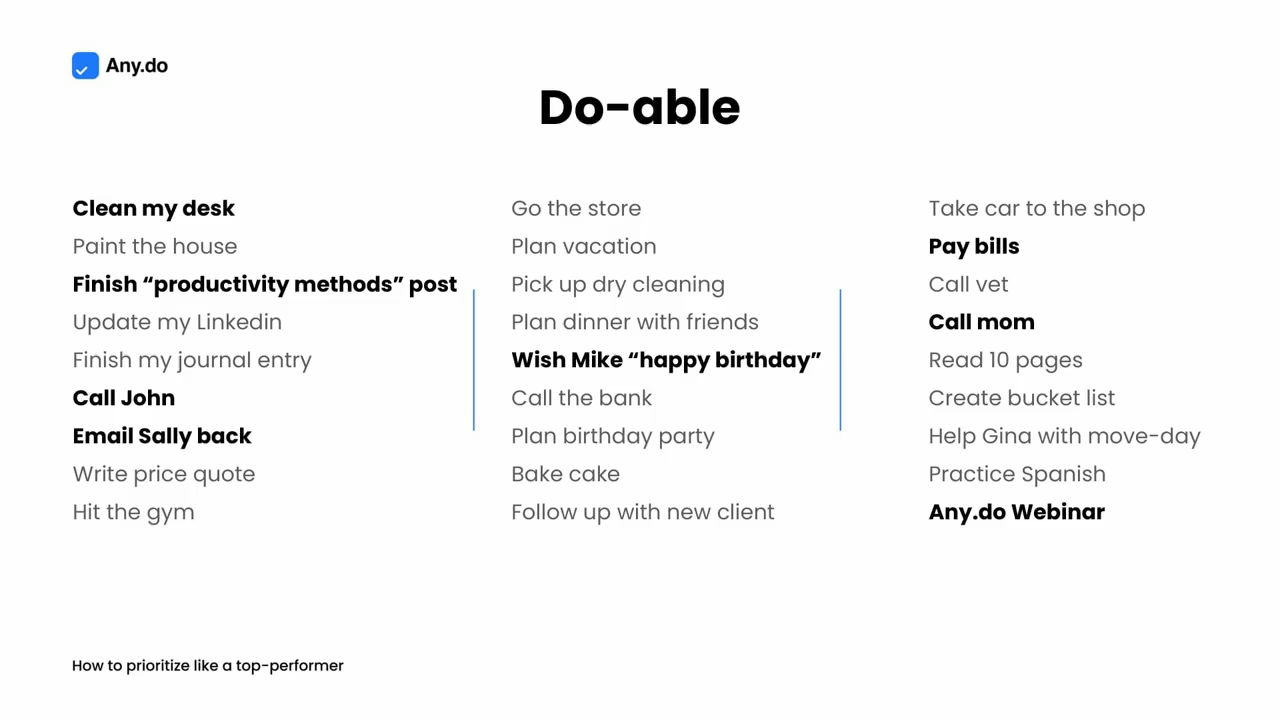 Any.do
Do-able
Clean my desk
Paint the house
Finish “productivity methods” post
Update my Linkedin
Finish my journal entry
Call John
Email Sally back
Write price quote
Hit the gym
Go the store
Plan vacation
Pick up dry cleaning
Plan dinner with friends
Wish Mike “happy birthday”
Call the bank
Plan birthday party
Bake cake
Follow up with new client
Take car to the shop
Pay bills
Call vet
Call mom
Read 10 pages
Create bucket list
Help Gina with move-day
Practice Spanish
Any.do Webinar
How to prioritize like a top-performer